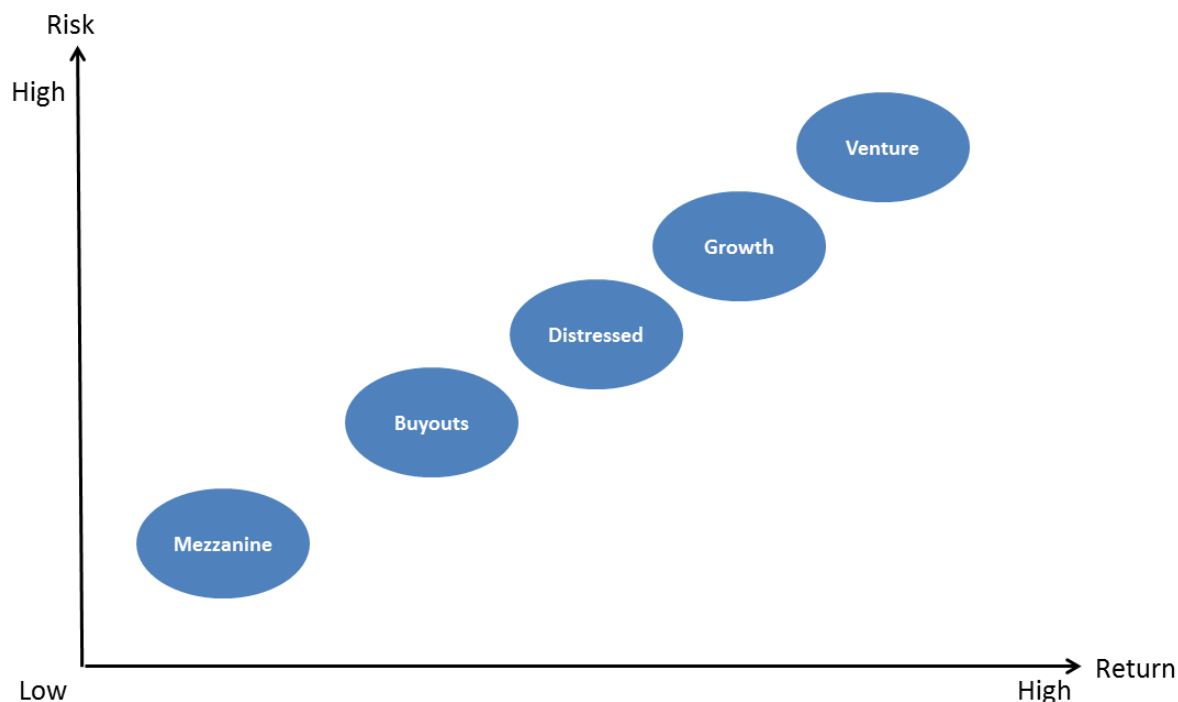 Risk
High
Venture
Growth
Distressed
Buyouts
Mezzanine
Return
Low
High